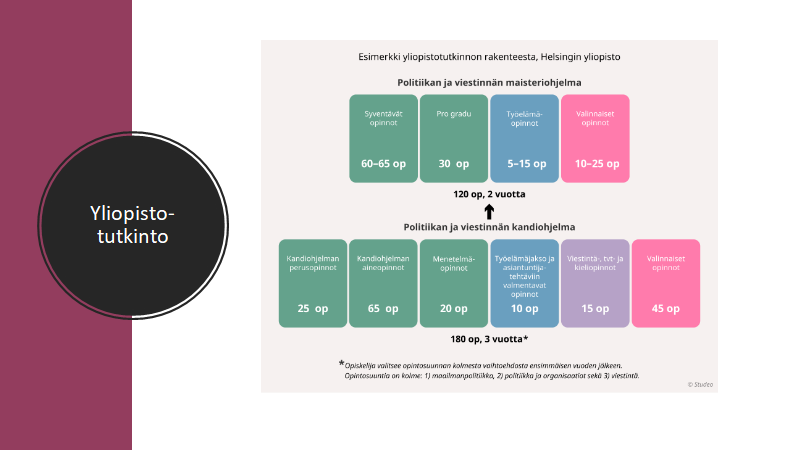 Yliopisto-
tutkinto
Esimerkki yliopistotutkinnon rakenteesta, Helsingin yliopisto
Politiikan ja viestinnän maisteriohjelma
Syventävät
opinnot
60–65 op
Pro gradu
30 op
Työelämä-
opinnot
5–15 op
Valinnaiset
opinnot
10–25 op
120 op, 2 vuotta
Politiikan ja viestinnän kandiohjelma
Kandiohjelman
perusopinnot
25 op
Kandiohjelman
aineopinnot
65 op
Menetelmä-
opinnot
20 op
Työelämäjakso ja
asiantuntija-
tehtäviin
valmentavat
opinnot
10 op
Viestintä-, tvt- ja
kieliopinnot
15 op
Valinnaiset
opinnot
45 op
180 op, 3 vuotta*
*Opiskelija valitsee opintosuunnan kolmesta vaihtoehdosta ensimmäisen vuoden jälkeen.
Opintosuuntia on kolme: 1) maailmanpolitiikka, 2) politiikka ja organisaatiot sekä 3) viestintä.
© Studeo